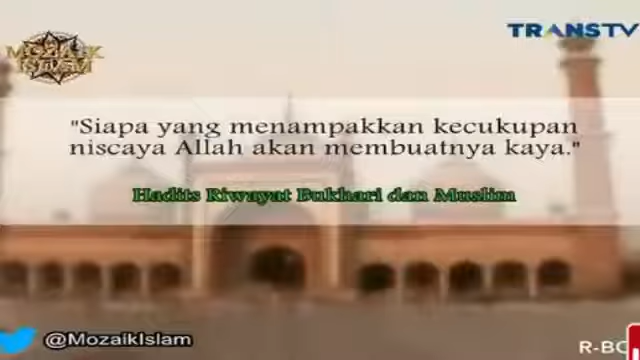 MOZAIK
ISLAM
TRANSTV
"Siapa yang menampakkan kecukupan
niscaya Allah akan membuatnya kaya."
Hadits Riwayat Bukhari dan Muslim
@MozaikIslam
R-BO